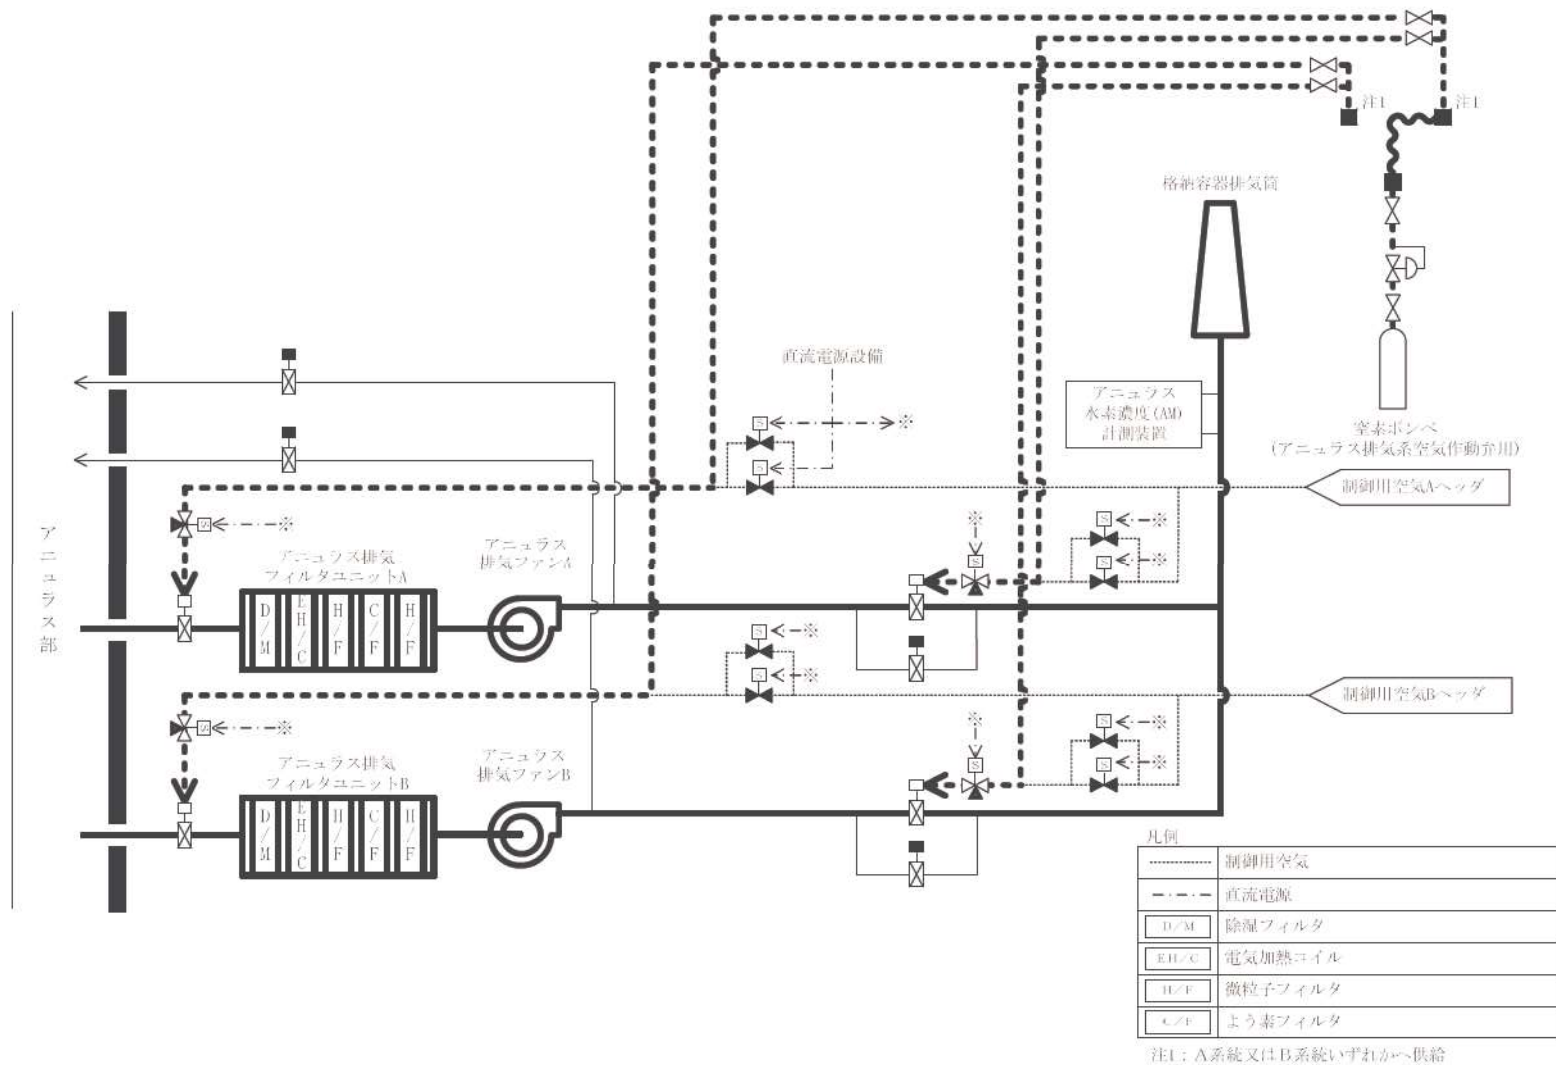 注1
注1
格納容器排気筒
直流電源設備
アニュラス
水素濃度(AM)
計測装置
窒素ボンベ
(アニュラス排気系空気作動弁用)
S
※
S
制御用空気Aヘッダ
アニュラス部
S
※
アニュラス排気
フィルタユニットA
アニュラス
排気ファンA
※
S
S
※
S
※
D/M
EH/C
H/F
C/F
H/F
S
※
S
※
制御用空気Bヘッダ
S
※
アニュラス排気
フィルタユニットB
アニュラス
排気ファンB
※
S
S
※
S
※
D/M
EH/C
H/F
C/F
H/F
凡例
制御用空気
直流電源
D/M 除湿フィルタ
EH/C 電気加熱コイル
H/F 微粒子フィルタ
C/F よう素フィルタ
注1:A系統又はB系統いずれかへ供給